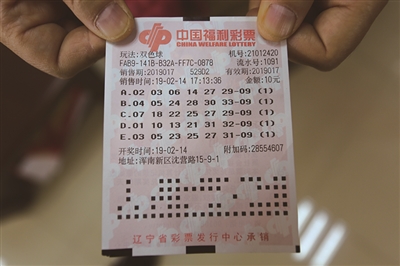 中国福利彩票
CHINA WELFARE LOTTERY
玩法:双色球 机号:21012420
FAB9-141B-B32A-FF7C-0878 流水号:1091
销售期:2019017 52902 有效期:2019017
销售时间:19-02-14 17:13:36 金额:10元
A.02 03 06 14 27 29-09 (1)
B.04 05 24 28 30 33-09 (1)
C.07 18 22 25 27 29-09 (1)
D.01 10 13 21 31 32-09 (1)
E.03 05 23 25 27 31-09 (1)
开奖时间:19-02-14 附加码:28554607
地址:浑南新区沈营路15-9-1
辽宁省彩票发行中心承销